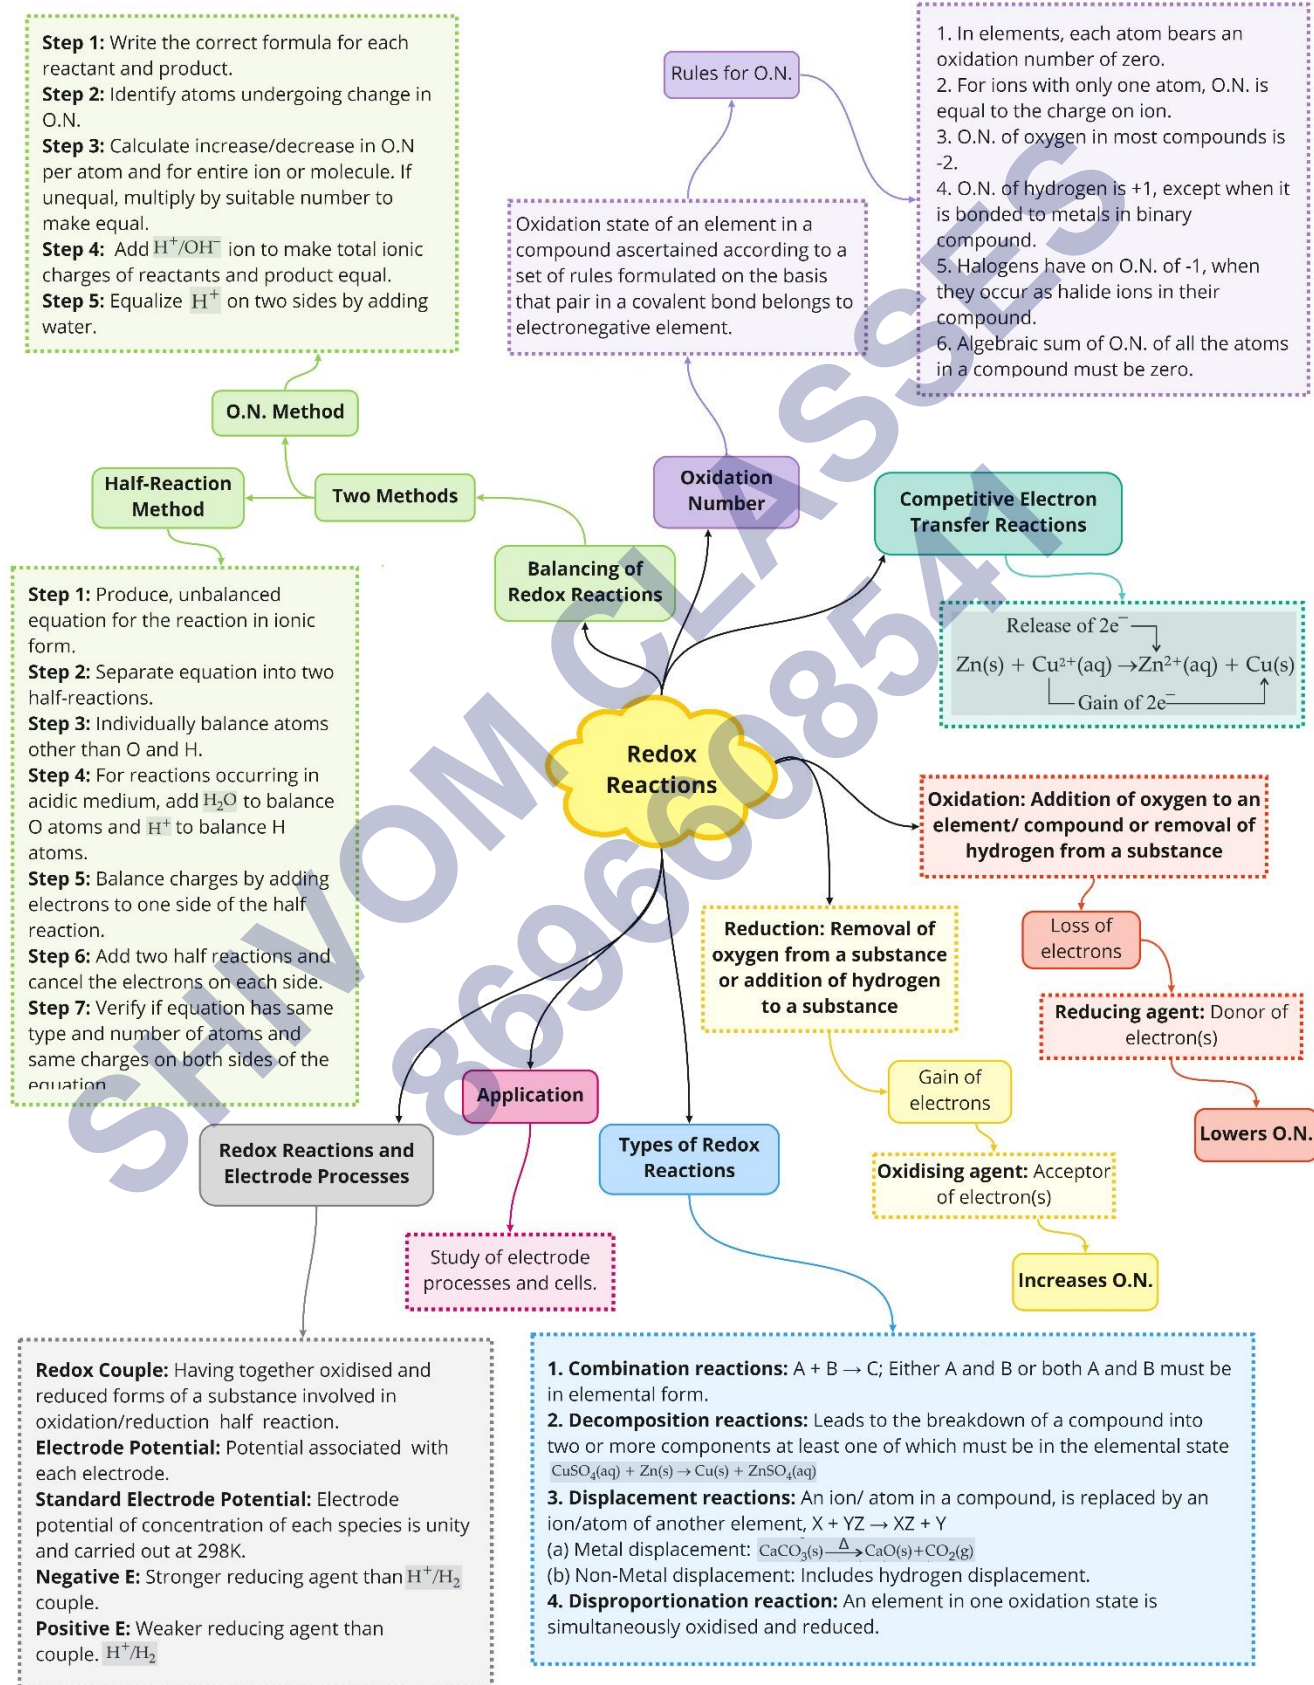 Step 1: Write the correct formula for each
reactant and product.
Step 2: Identify atoms undergoing change in
O.N.
Step 3: Calculate increase/decrease in O.N
per atom and for entire ion or molecule. If
unequal, multiply by suitable number to
make equal.
Step 4: Add H⁺/OH⁻ ion to make total ionic
charges of reactants and product equal.
Step 5: Equalize H⁺ on two sides by adding
water.
Rules for O.N.
1. In elements, each atom bears an
oxidation number of zero.
2. For ions with only one atom, O.N. is
equal to the charge on ion.
3. O.N. of oxygen in most compounds is
-2.
4. O.N. of hydrogen is +1, except when it
is bonded to metals in binary
compound.
5. Halogens have on O.N. of -1, when
they occur as halide ions in their
compound.
6. Algebraic sum of O.N. of all the atoms
in a compound must be zero.
Oxidation state of an element in a
compound ascertained according to a
set of rules formulated on the basis
that pair in a covalent bond belongs to
electronegative element.
O.N. Method
Half-Reaction
Method
Two Methods
Oxidation
Number
Competitive Electron
Transfer Reactions
Balancing of
Redox Reactions
Step 1: Produce, unbalanced
equation for the reaction in ionic
form.
Step 2: Separate equation into two
half-reactions.
Step 3: Individually balance atoms
other than O and H.
Step 4: For reactions occurring in
acidic medium, add H₂O to balance
O atoms and H⁺ to balance H
atoms.
Step 5: Balance charges by adding
electrons to one side of the half
reaction.
Step 6: Add two half reactions and
cancel the electrons on each side.
Step 7: Verify if equation has same
type and number of atoms and
same charges on both sides of the
equation
Release of 2e⁻
Zn(s) + Cu²⁺(aq) → Zn²⁺(aq) + Cu(s)
Gain of 2e⁻
Redox
Reactions
Oxidation: Addition of oxygen to an
element/ compound or removal of
hydrogen from a substance
Loss of
electrons
Reducing agent: Donor of
electron(s)
Lowers O.N.
Reduction: Removal of
oxygen from a substance
or addition of hydrogen
to a substance
Gain of
electrons
Oxidising agent: Acceptor
of electron(s)
Increases O.N.
Redox Reactions and
Electrode Processes
Application
Types of Redox
Reactions
Study of electrode
processes and cells.
Redox Couple: Having together oxidised and
reduced forms of a substance involved in
oxidation/reduction half reaction.
Electrode Potential: Potential associated with
each electrode.
Standard Electrode Potential: Electrode
potential of concentration of each species is unity
and carried out at 298K.
Negative E: Stronger reducing agent than H⁺/H₂
couple.
Positive E: Weaker reducing agent than
couple. H⁺/H₂
1. Combination reactions: A + B → C; Either A and B or both A and B must be
in elemental form.
2. Decomposition reactions: Leads to the breakdown of a compound into
two or more components at least one of which must be in the elemental state
CuSO₄(aq) + Zn(s) → Cu(s) + ZnSO₄(aq)
3. Displacement reactions: An ion/ atom in a compound, is replaced by an
ion/atom of another element, X + YZ → XZ + Y
(a) Metal displacement: CaCO₃(s) —Δ→ CaO(s)+CO₂(g)
(b) Non-Metal displacement: Includes hydrogen displacement.
4. Disproportionation reaction: An element in one oxidation state is
simultaneously oxidised and reduced.
SHIVOM CLASSES
8696608541